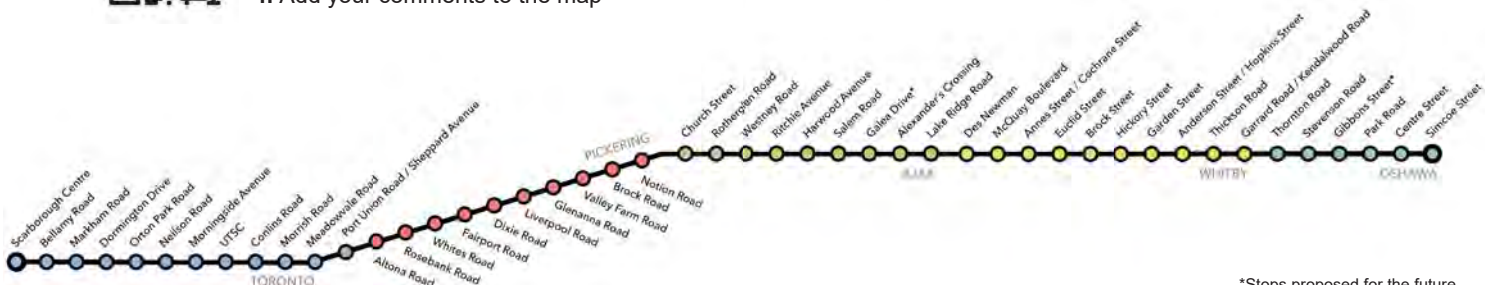 4. Add your comments to the map
Scarborough Centre
Bellamy Road
Markham Road
Dormington Drive
Orton Park Road
Neilson Road
Morningside Avenue
UTSC
Conlins Road
Morrish Road
Meadowvale Road
Port Union Road / Sheppard Avenue
TORONTO
Altona Road
Rosebank Road
Whites Road
Fairport Road
Dixie Road
Liverpool Road
Glenanna Road
Valley Farm Road
Brock Road
Notion Road
PICKERING
Church Street
Rotherglen Road
Westney Road
Ritchie Avenue
Harwood Avenue
Salem Road
Galea Drive*
Alexander's Crossing
Lake Ridge Road
AJAX
Des Newman
McQuay Boulevard
Annes Street / Cochrane Street
Euclid Street
Brock Street
Hickory Street
Garden Street
Anderson Street / Hopkins Street
Thickson Road
Garrard Road / Kendalwood Road
WHITBY
Thornton Road
Stevenson Road
Gibbons Street*
Park Road
Centre Street
Simcoe Street
OSHAWA
*Stops proposed for the future